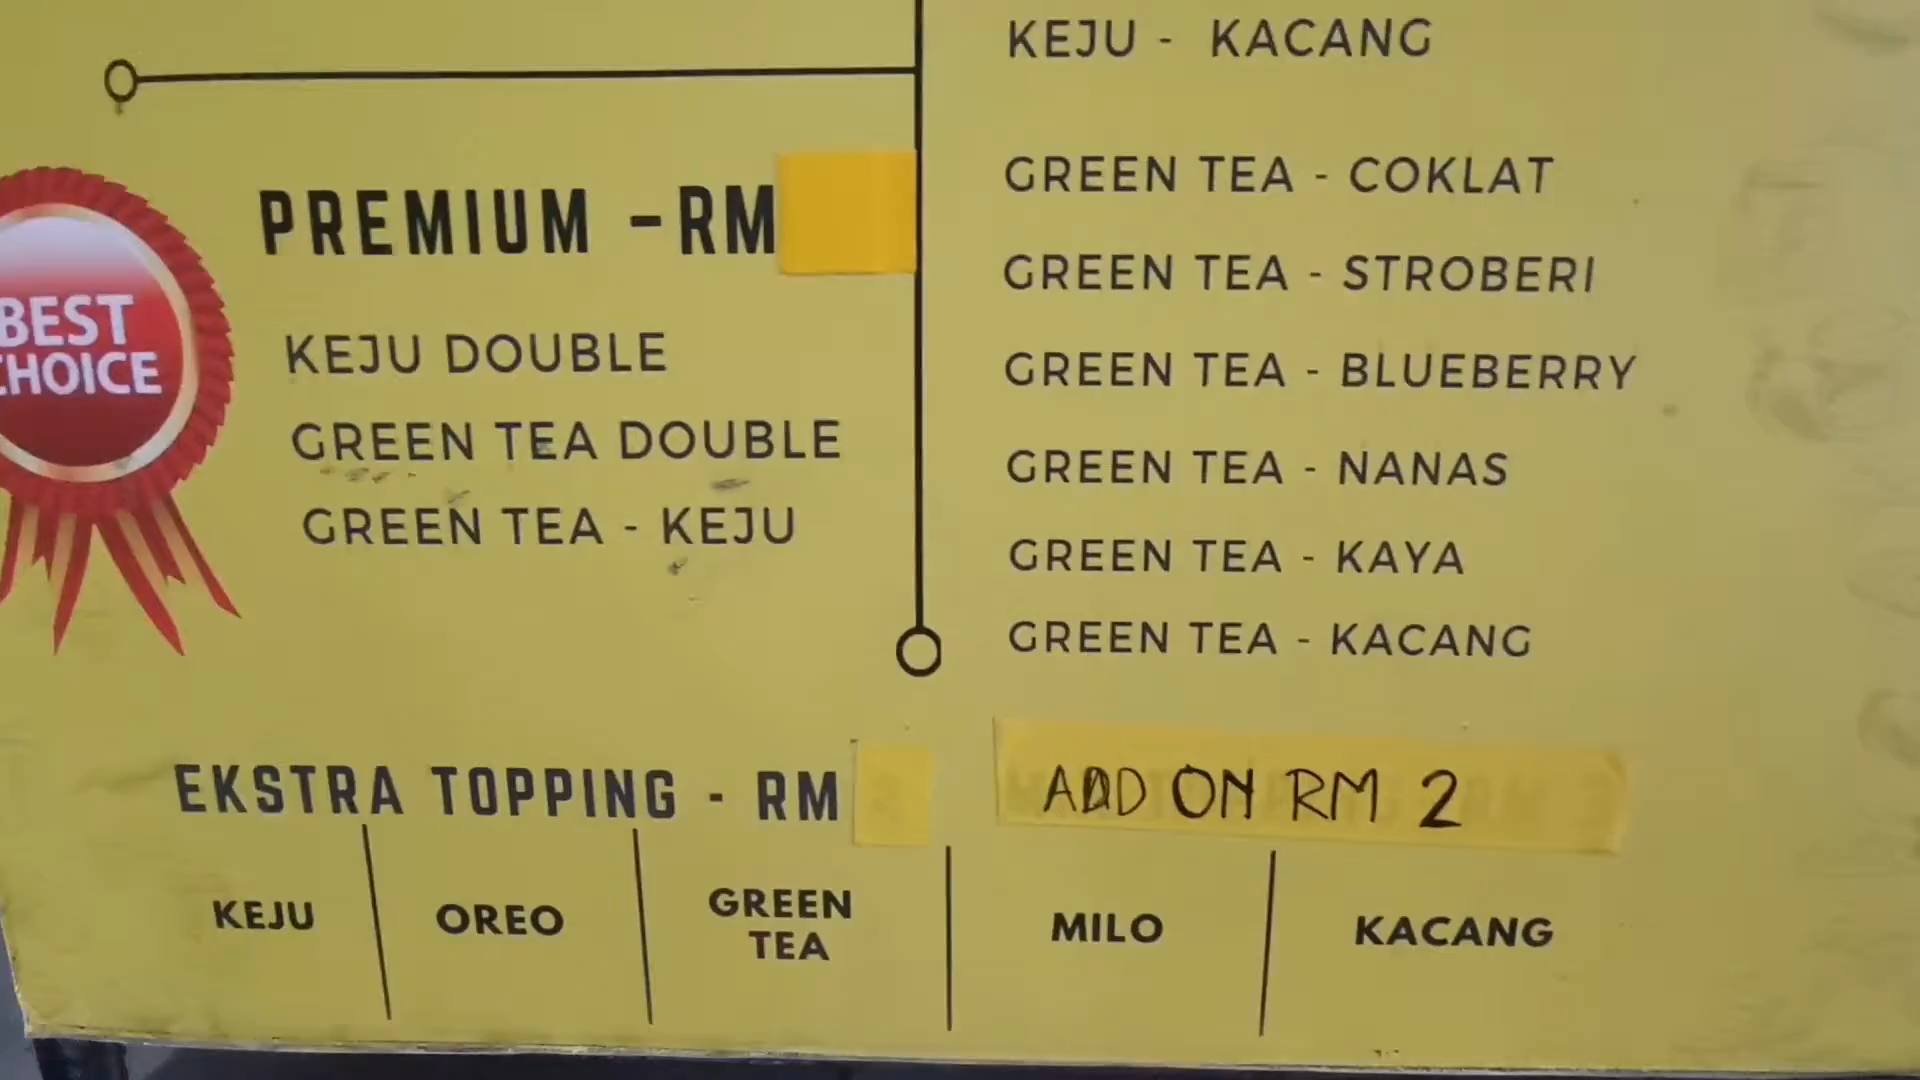 KEJU - KACANG
GREEN TEA - COKLAT
GREEN TEA - STROBERI
GREEN TEA - BLUEBERRY
GREEN TEA - NANAS
GREEN TEA - KAYA
GREEN TEA - KACANG
PREMIUM - RM
BEST
CHOICE
KEJU DOUBLE
GREEN TEA DOUBLE
GREEN TEA - KEJU
EKSTRA TOPPING - RM
ADD ON RM 2
KEJU
OREO
GREEN
TEA
MILO
KACANG